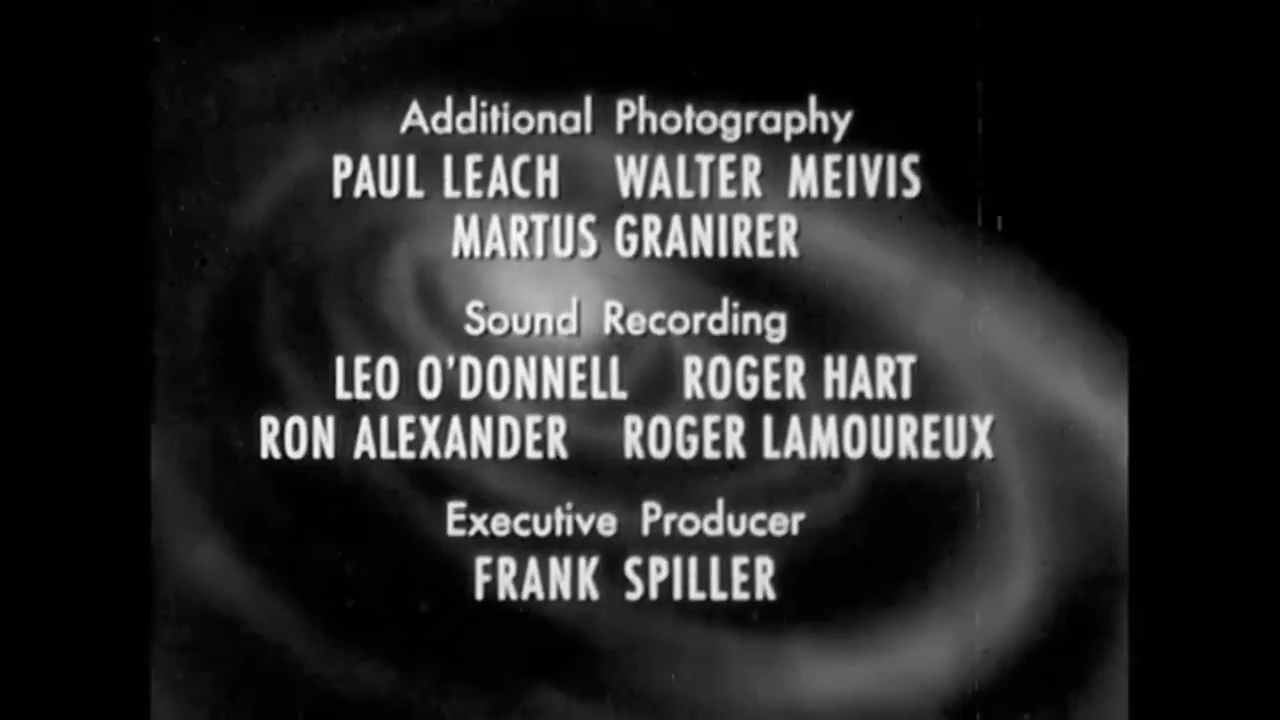 Additional Photography
PAUL LEACH WALTER MEIVIS
MARTUS GRANIRER
Sound Recording
LEO O'DONNELL ROGER HART
RON ALEXANDER ROGER LAMOUREUX
Executive Producer
FRANK SPILLER